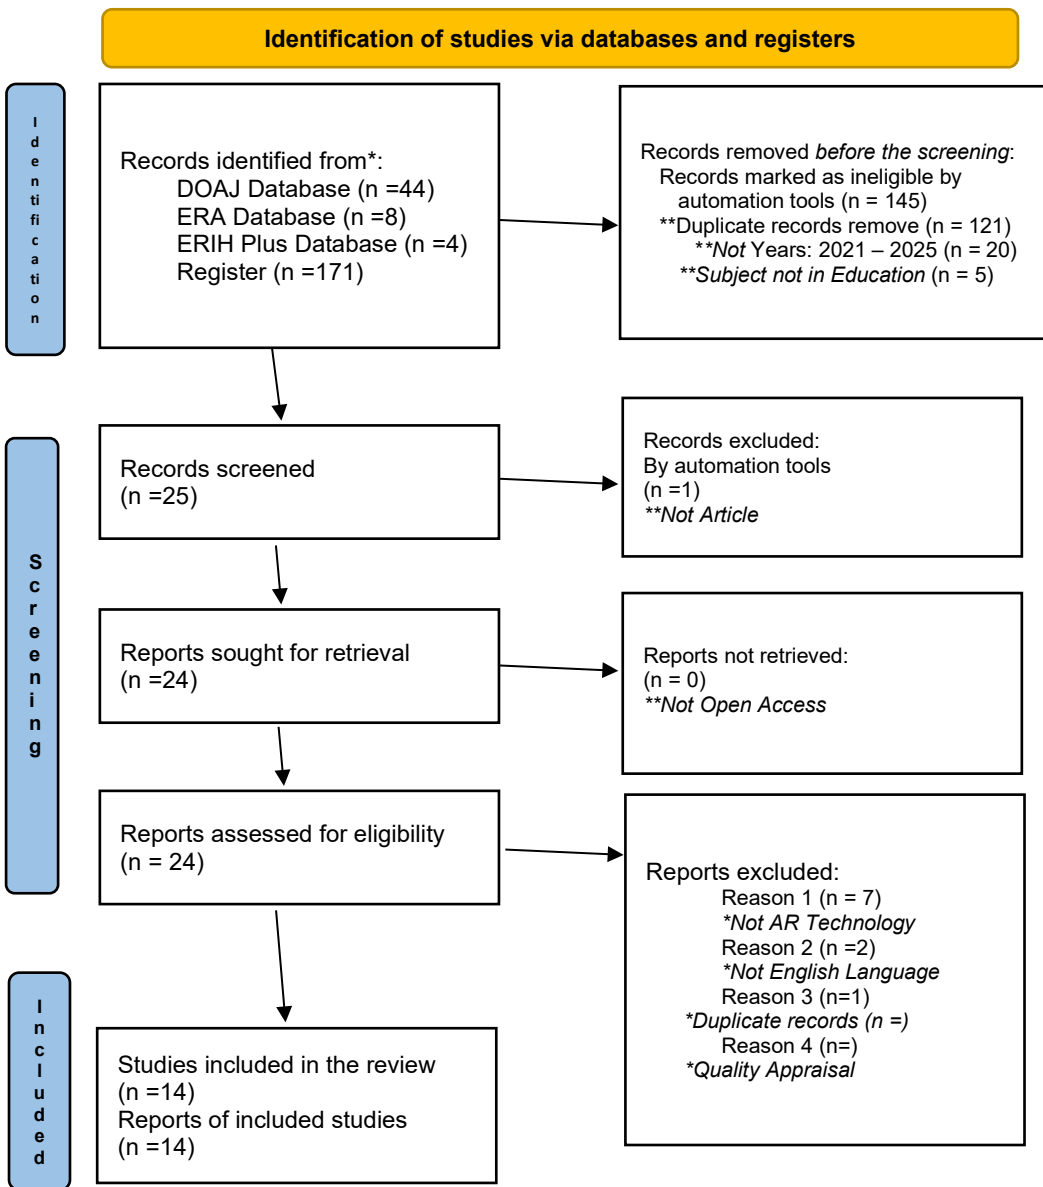 Identification of studies via databases and registers
Identification
Records identified from*:
DOAJ Database (n =44)
ERA Database (n =8)
ERIH Plus Database (n =4)
Register (n =171)
Records removed before the screening:
Records marked as ineligible by
automation tools (n = 145)
**Duplicate records remove (n = 121)
**Not Years: 2021 – 2025 (n = 20)
**Subject not in Education (n = 5)
Screening
Records screened
(n =25)
Records excluded:
By automation tools
(n =1)
**Not Article
Reports sought for retrieval
(n =24)
Reports not retrieved:
(n = 0)
**Not Open Access
Reports assessed for eligibility
(n = 24)
Reports excluded:
Reason 1 (n = 7)
*Not AR Technology
Reason 2 (n =2)
*Not English Language
Reason 3 (n=1)
*Duplicate records (n =)
Reason 4 (n=)
*Quality Appraisal
Included
Studies included in the review
(n =14)
Reports of included studies
(n =14)